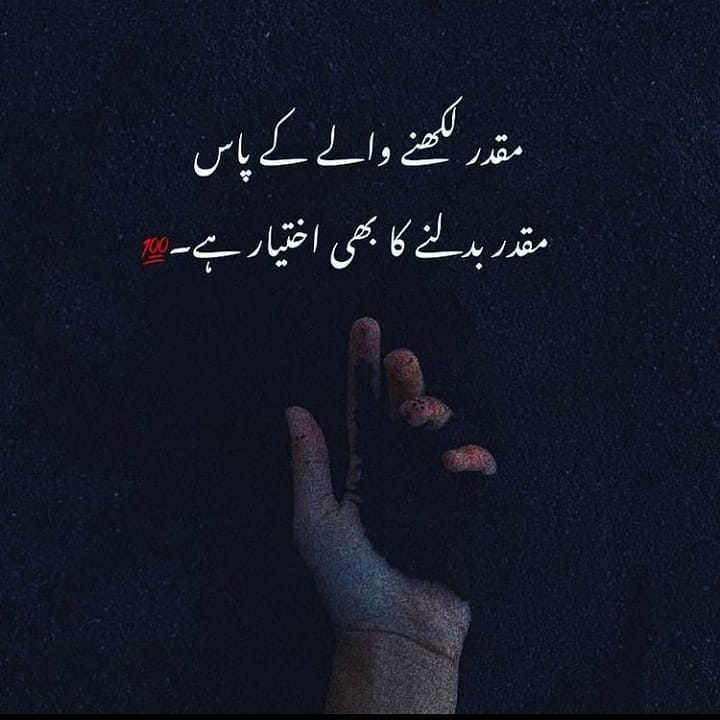 مقدر لکھنے والے کے پاس
مقدر بدلنے کا بھی اختیار ہے۔💯